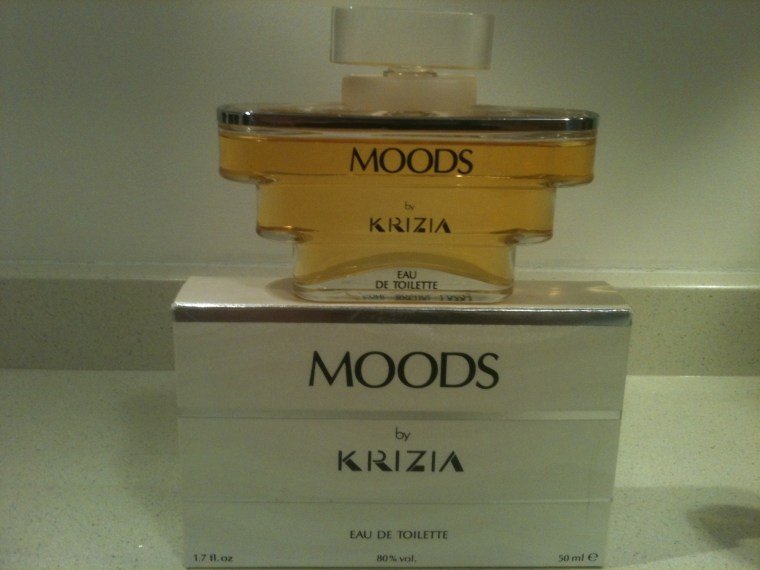 MOODS
by
KRIZIA
EAU
DE TOILETTE
MOODS
by
KRIZIA
EAU DE TOILETTE
1.7 fl. oz 80% vol. 50 ml ℮